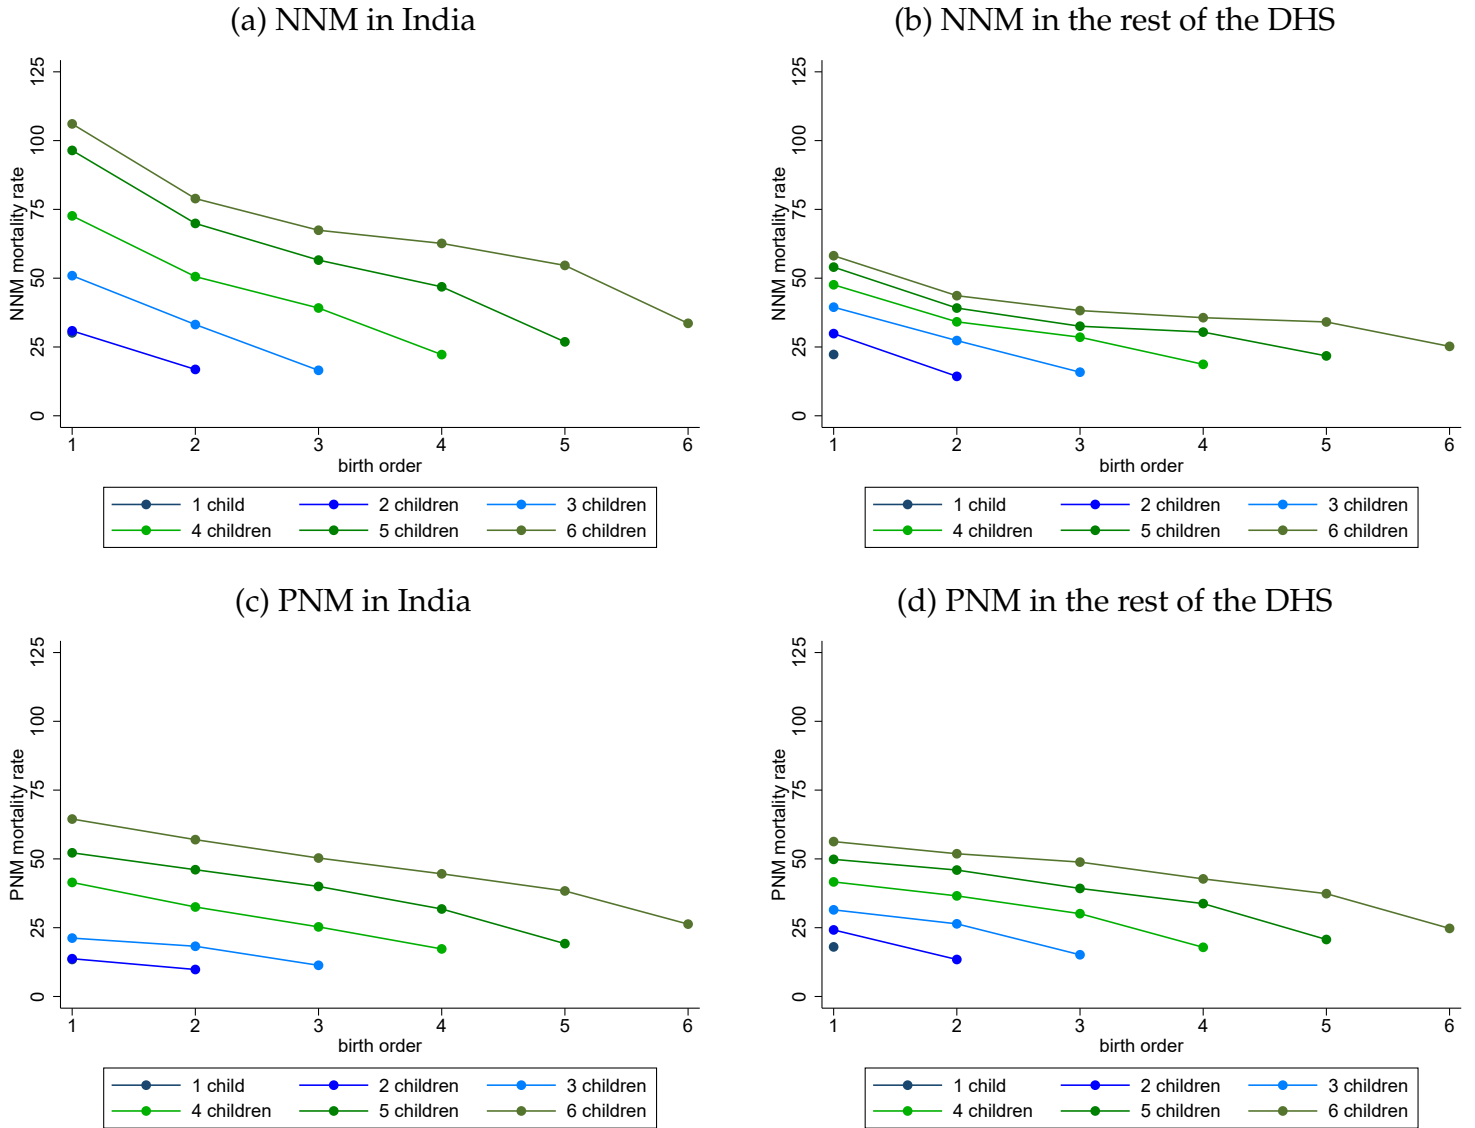 (a) NNM in India
NNM mortality rate
125
100
75
50
25
0
1 2 3 4 5 6
birth order
1 child 2 children 3 children
4 children 5 children 6 children
(b) NNM in the rest of the DHS
NNM mortality rate
125
100
75
50
25
0
1 2 3 4 5 6
birth order
1 child 2 children 3 children
4 children 5 children 6 children
(c) PNM in India
PNM mortality rate
125
100
75
50
25
0
1 2 3 4 5 6
birth order
1 child 2 children 3 children
4 children 5 children 6 children
(d) PNM in the rest of the DHS
PNM mortality rate
125
100
75
50
25
0
1 2 3 4 5 6
birth order
1 child 2 children 3 children
4 children 5 children 6 children